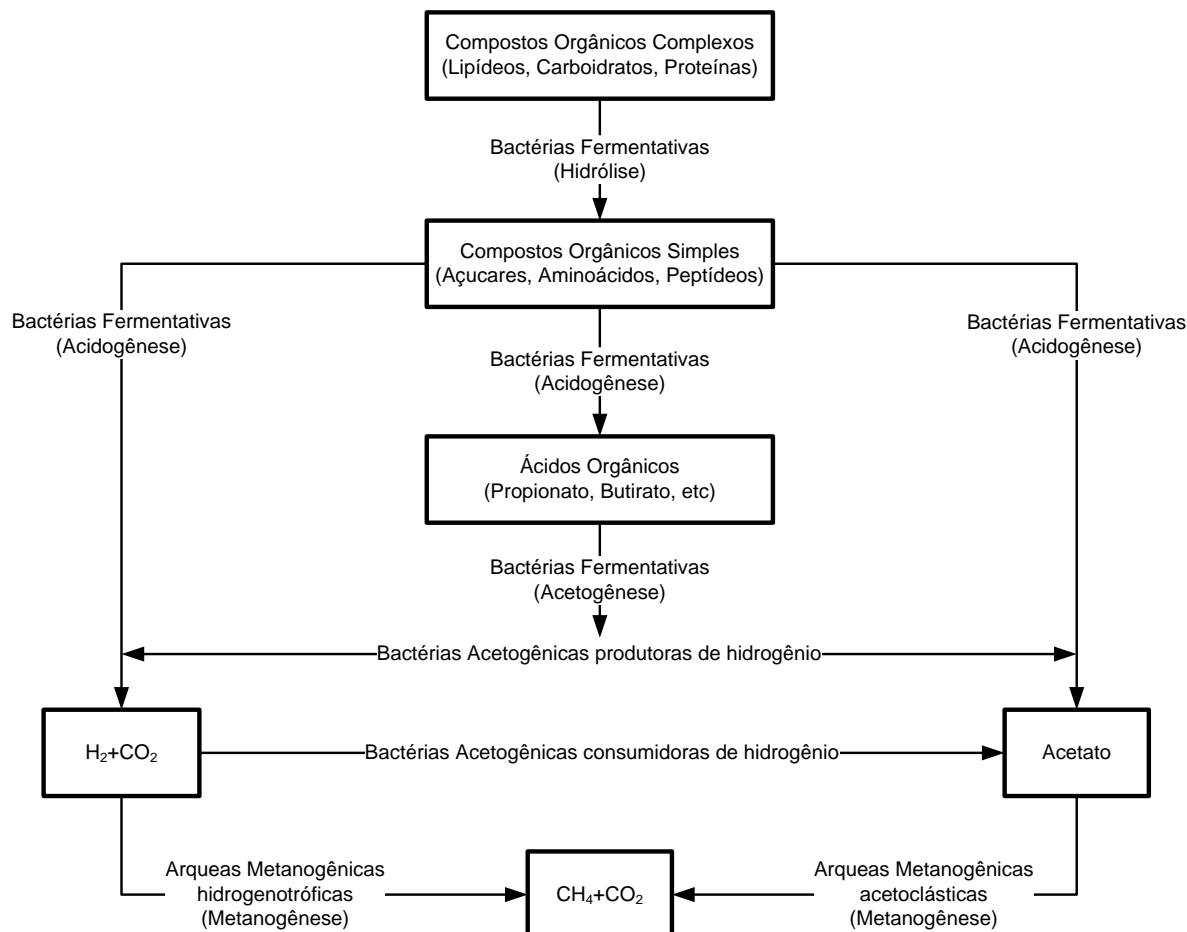 Compostos Orgânicos Complexos
(Lipídeos, Carboidratos, Proteínas)
Bactérias Fermentativas
(Hidrólise)
Compostos Orgânicos Simples
(Açucares, Aminoácidos, Peptídeos)
Bactérias Fermentativas
(Acidogênese)
Bactérias Fermentativas
(Acidogênese)
Bactérias Fermentativas
(Acidogênese)
Ácidos Orgânicos
(Propionato, Butirato, etc)
Bactérias Fermentativas
(Acetogênese)
Bactérias Acetogênicas produtoras de hidrogênio
H₂+CO₂
Bactérias Acetogênicas consumidoras de hidrogênio
Acetato
Arqueas Metanogênicas
hidrogenotróficas
(Metanogênese)
CH₄+CO₂
Arqueas Metanogênicas
acetoclásticas
(Metanogênese)